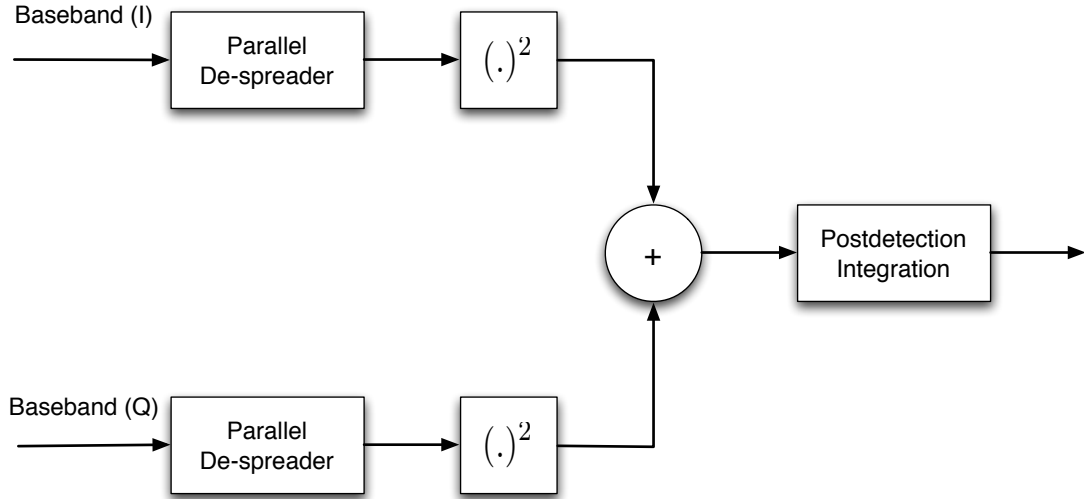 Baseband (I)
Parallel
De-spreader
(.)²
+
Postdetection
Integration
Baseband (Q)
Parallel
De-spreader
(.)²